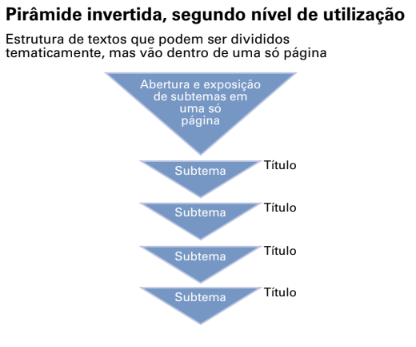 Pirâmide invertida, segundo nível de utilização
Estrutura de textos que podem ser divididos
tematicamente, mas vão dentro de uma só página
Abertura e exposição
de subtemas em
uma só
página
Subtema
Título
Subtema
Título
Subtema
Título
Subtema
Título